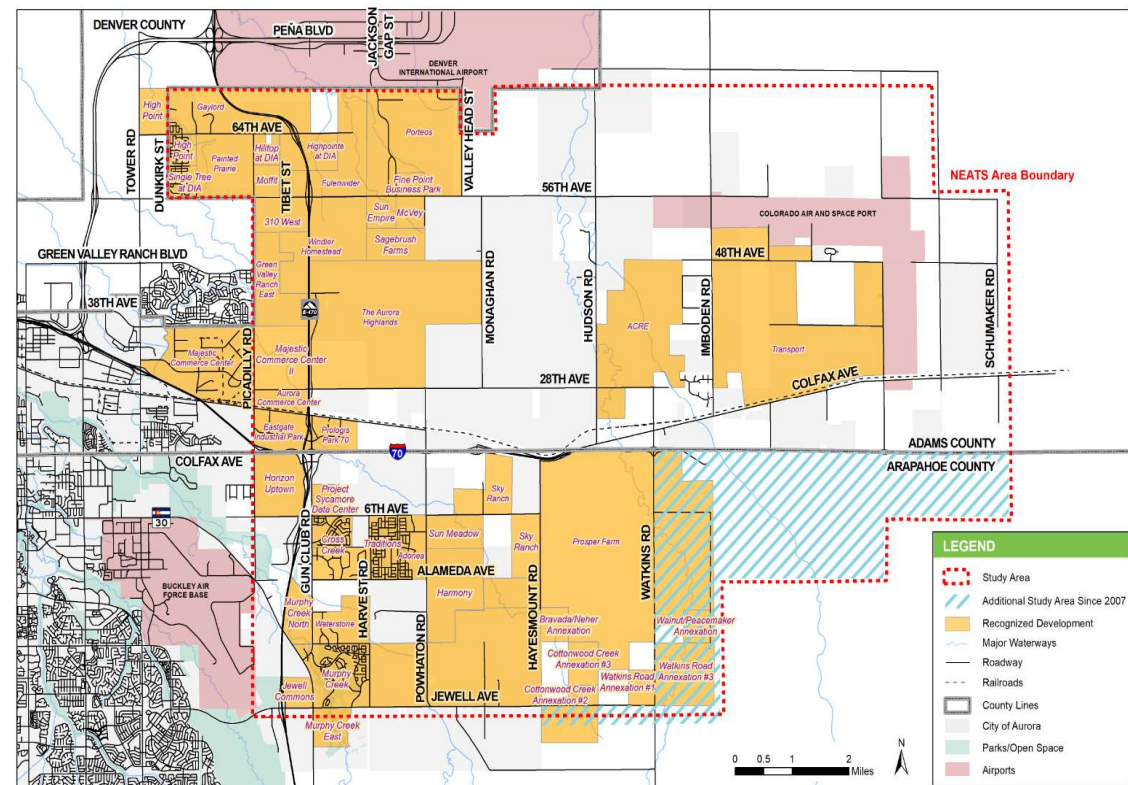 DENVER COUNTY
PEÑA BLVD
JACKSON
GAP ST
DENVER
INTERNATIONAL AIRPORT
High
Point
Gaylord
64TH AVE
Porteos
TOWER RD
DUNKIRK ST
High
Point
Painted
Prairie
Single Tree
at DIA
Hilltop
at DIA
Highpointe
at DIA
Moffit
TIBET ST
Fulenwider
Fine Point
Business Park
VALLEY HEAD ST
56TH AVE
NEATS Area Boundary
COLORADO AIR AND SPACE PORT
310 West
Sun
Empire
McVey
Windler
Homestead
Sagebrush
Farms
48TH AVE
GREEN VALLEY RANCH BLVD
Green
Valley
Ranch
East
MONAGHAN RD
HUDSON RD
IMBODEN RD
SCHUMAKER RD
38TH AVE
E-470
The Aurora
Highlands
ACRE
Transport
Majestic
Commerce Center
PICADILLY RD
Majestic
Commerce Center
II
28TH AVE
COLFAX AVE
Aurora
Commerce Center
Eastgate
Industrial Park
Prologis
Park 70
70
ADAMS COUNTY
ARAPAHOE COUNTY
COLFAX AVE
Horizon
Uptown
Project
Sycamore
Data Center
Sky
Ranch
30
6TH AVE
GUN CLUB RD
Cross
Creek
Traditions
Adonea
Sun Meadow
Sky
Ranch
Prosper Farm
WATKINS RD
HARVEST RD
ALAMEDA AVE
BUCKLEY AIR
FORCE BASE
Murphy
Creek
North
Waterstone
Harmony
POWHATON RD
HAYESMOUNT RD
Bravada/Neher
Annexation
Walnut/Peacemaker
Annexation
Murphy
Creek
Cottonwood Creek
Annexation #3
Watkins Road
Annexation #1
Watkins Road
Annexation #3
Jewell
Commons
JEWELL AVE
Cottonwood Creek
Annexation #2
Murphy Creek
East
LEGEND
Study Area
Additional Study Area Since 2007
Recognized Development
Major Waterways
Roadway
Railroads
County Lines
City of Aurora
Parks/Open Space
Airports
0 0.5 1 2
Miles
N